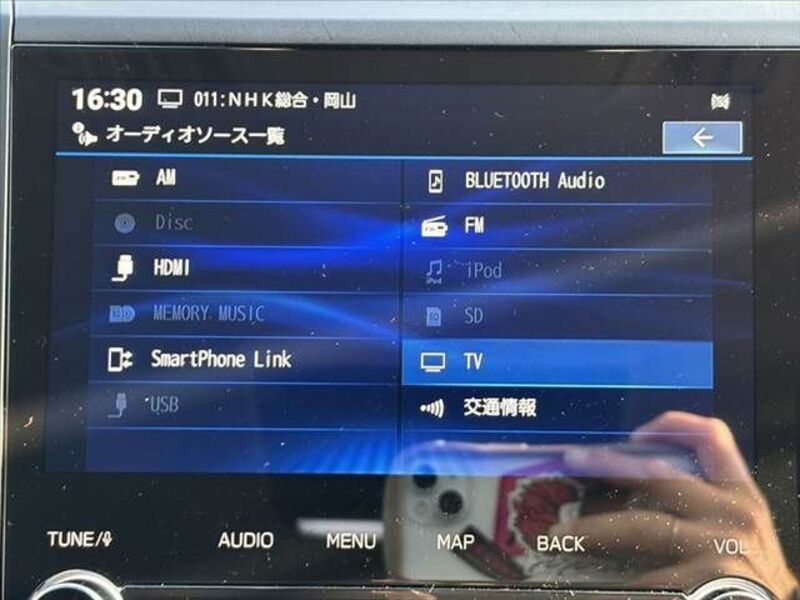 16:30 011:NHK総合・岡山
オーディオソース一覧
AM
BLUETOOTH Audio
Disc
FM
HDMI
iPod
MEMORY MUSIC
SD
SmartPhone Link
TV
USB
交通情報
TUNE/ AUDIO MENU MAP BACK VOL